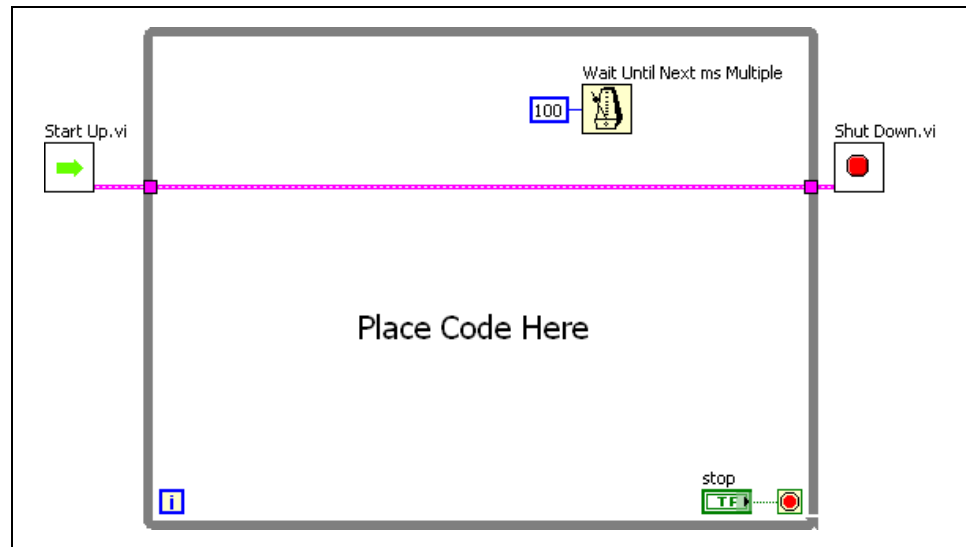 Wait Until Next ms Multiple
100
Start Up.vi
Shut Down.vi
Place Code Here
stop
TF
i